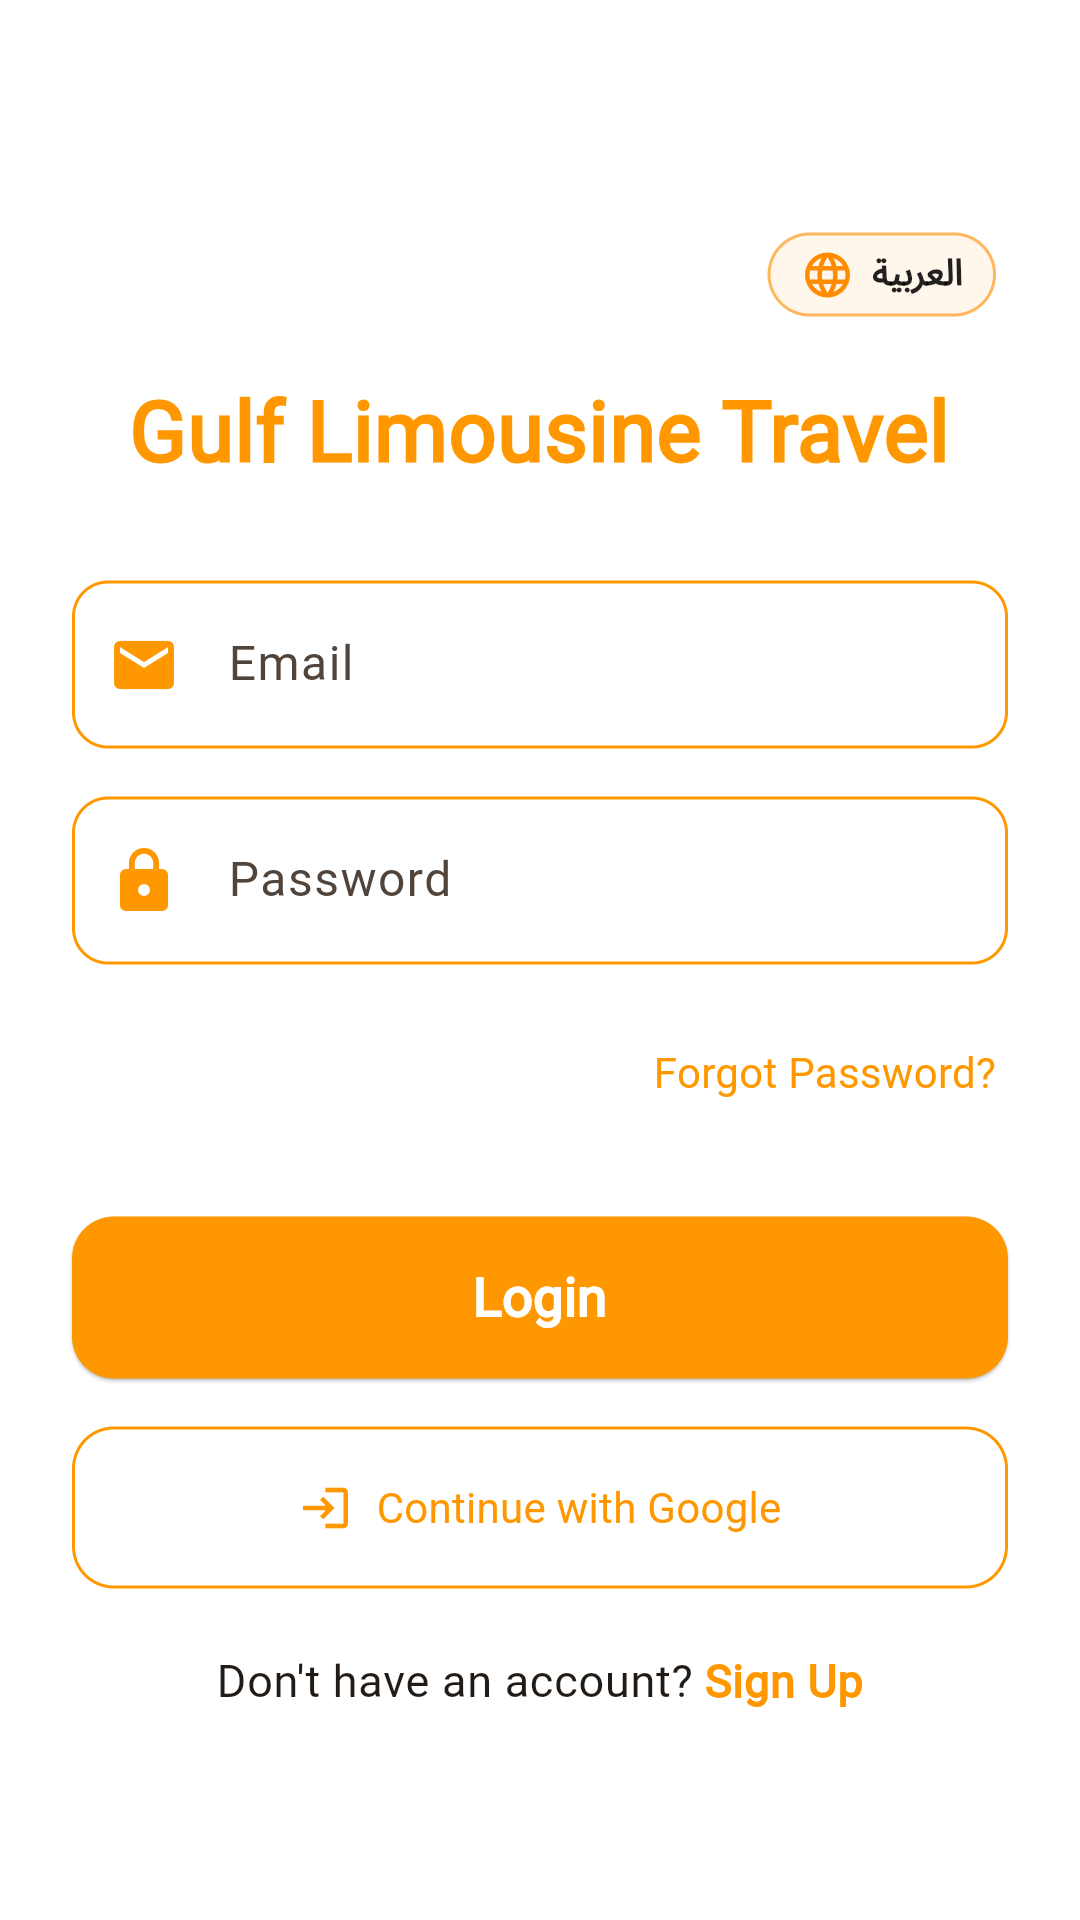 العربية
Gulf Limousine Travel
Email
Password
Forgot Password?
Login
Continue with Google
Don't have an account? Sign Up